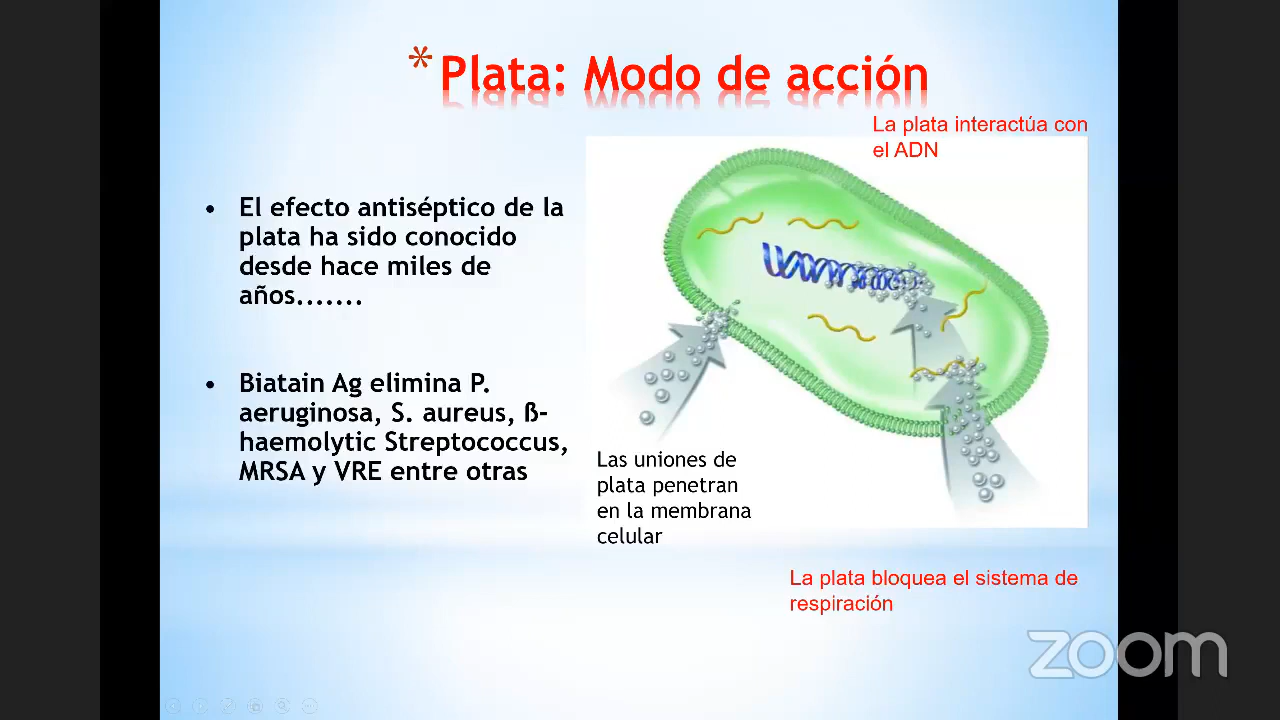 * Plata: Modo de acción
La plata interactúa con
el ADN
• El efecto antiséptico de la
plata ha sido conocido
desde hace miles de
años.......
• Biatain Ag elimina P.
aeruginosa, S. aureus, ß-
haemolytic Streptococcus,
MRSA y VRE entre otras
Las uniones de
plata penetran
en la membrana
celular
La plata bloquea el sistema de
respiración
zoom